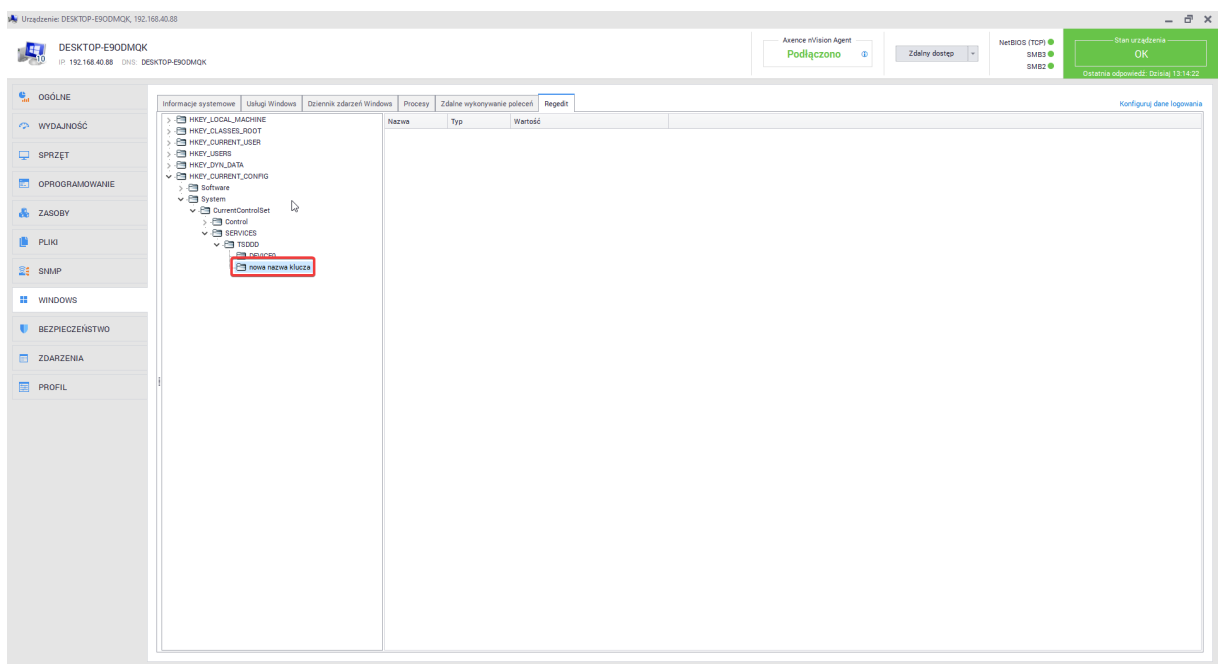 Urządzenie: DESKTOP-E9ODMQK, 192.168.40.88
DESKTOP-E9ODMQK
IP: 192.168.40.88 DNS: DESKTOP-E9ODMQK
Axence nVision Agent
Podłączono
Zdalny dostęp
NetBIOS (TCP)
SMB3
SMB2
Stan urządzenia
OK
Ostatnia odpowiedź: Dzisiaj 13:14:22
OGÓLNE
WYDAJNOŚĆ
SPRZĘT
OPROGRAMOWANIE
ZASOBY
PLIKI
SNMP
WINDOWS
BEZPIECZEŃSTWO
ZDARZENIA
PROFIL
Informacje systemowe Usługi Windows Dziennik zdarzeń Windows Procesy Zdalne wykonywanie poleceń Regedit
Konfiguruj dane logowania
HKEY_LOCAL_MACHINE
HKEY_CLASSES_ROOT
HKEY_CURRENT_USER
HKEY_USERS
HKEY_DYN_DATA
HKEY_CURRENT_CONFIG
Software
System
CurrentControlSet
Control
SERVICES
TSDDD
DEVICE0
nowa nazwa klucza
Nazwa Typ Wartość